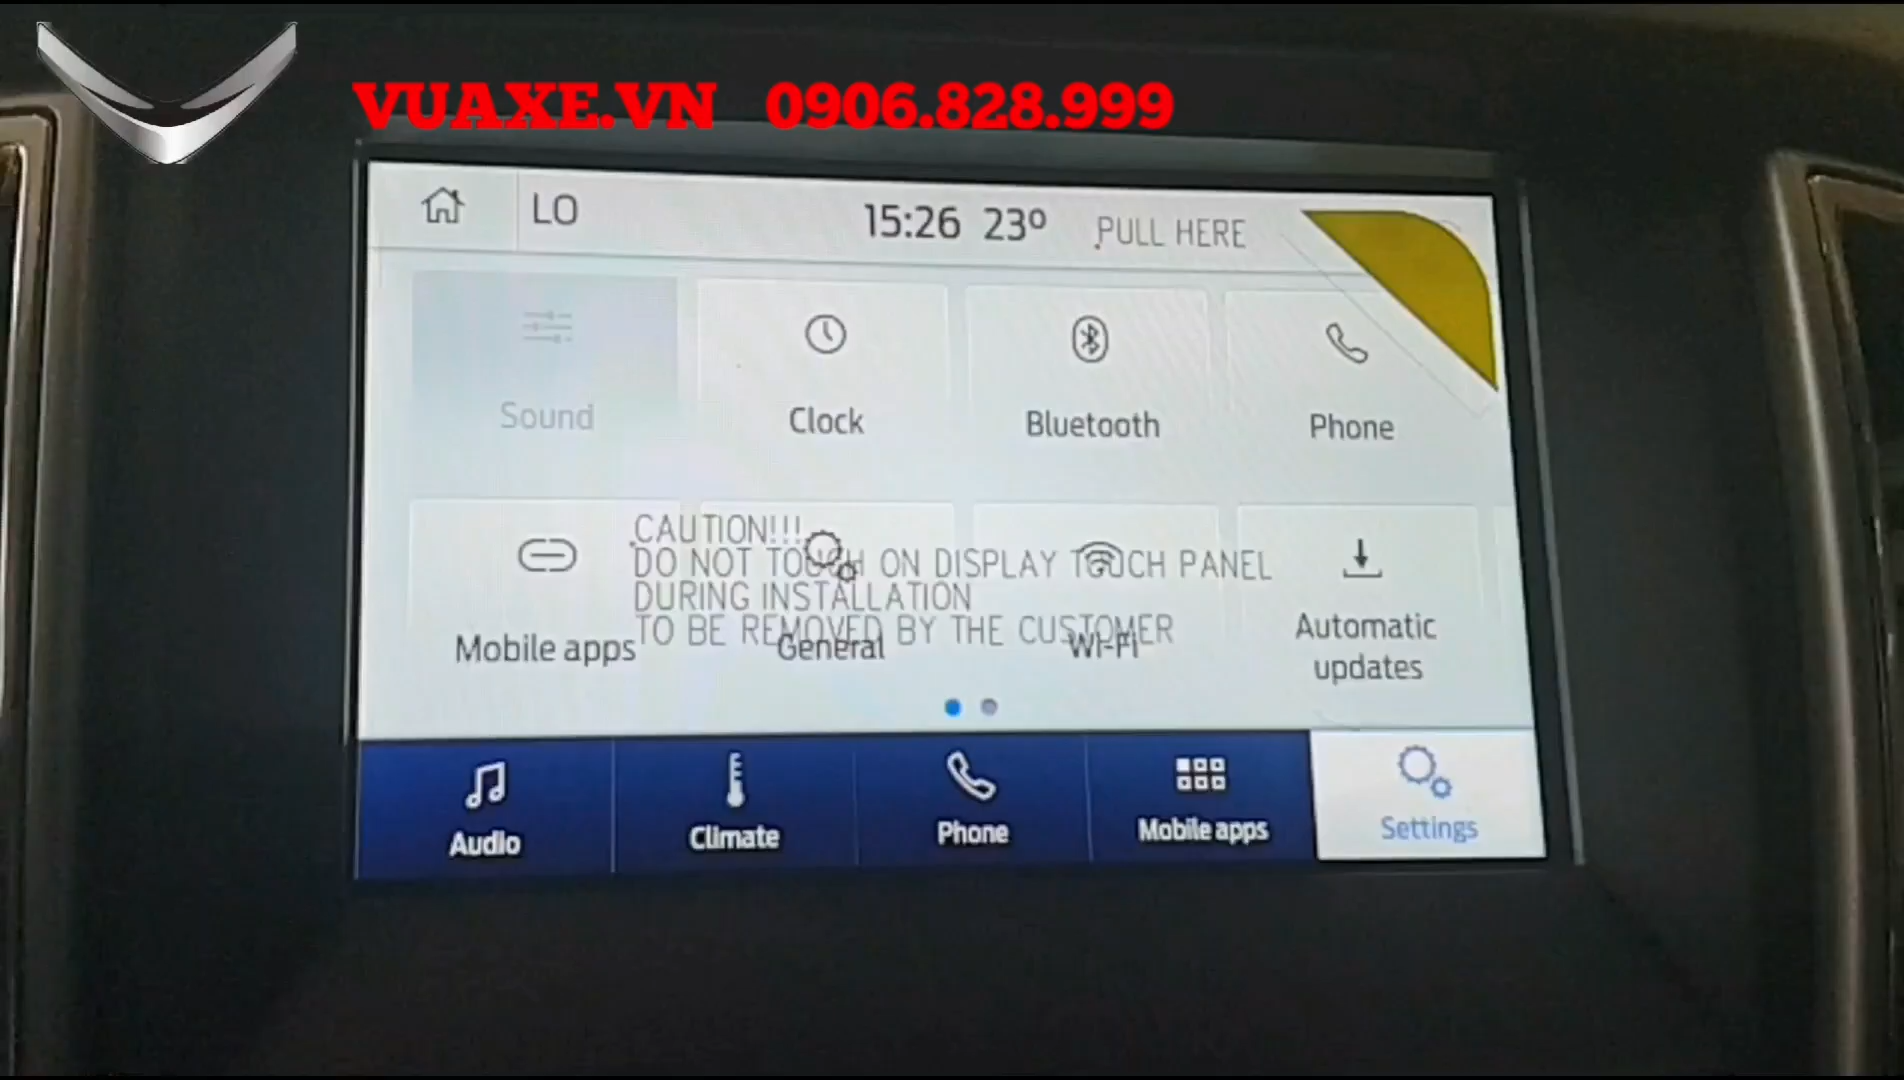 VUAXE.VN 0906.828.999
LO 15:26 23° PULL HERE
Sound Clock Bluetooth Phone
CAUTION!!!
DO NOT TOUCH ON DISPLAY TOUCH PANEL
DURING INSTALLATION
TO BE REMOVED BY THE CUSTOMER
Mobile apps General Wi-Fi Automatic
updates
Audio Climate Phone Mobile apps Settings